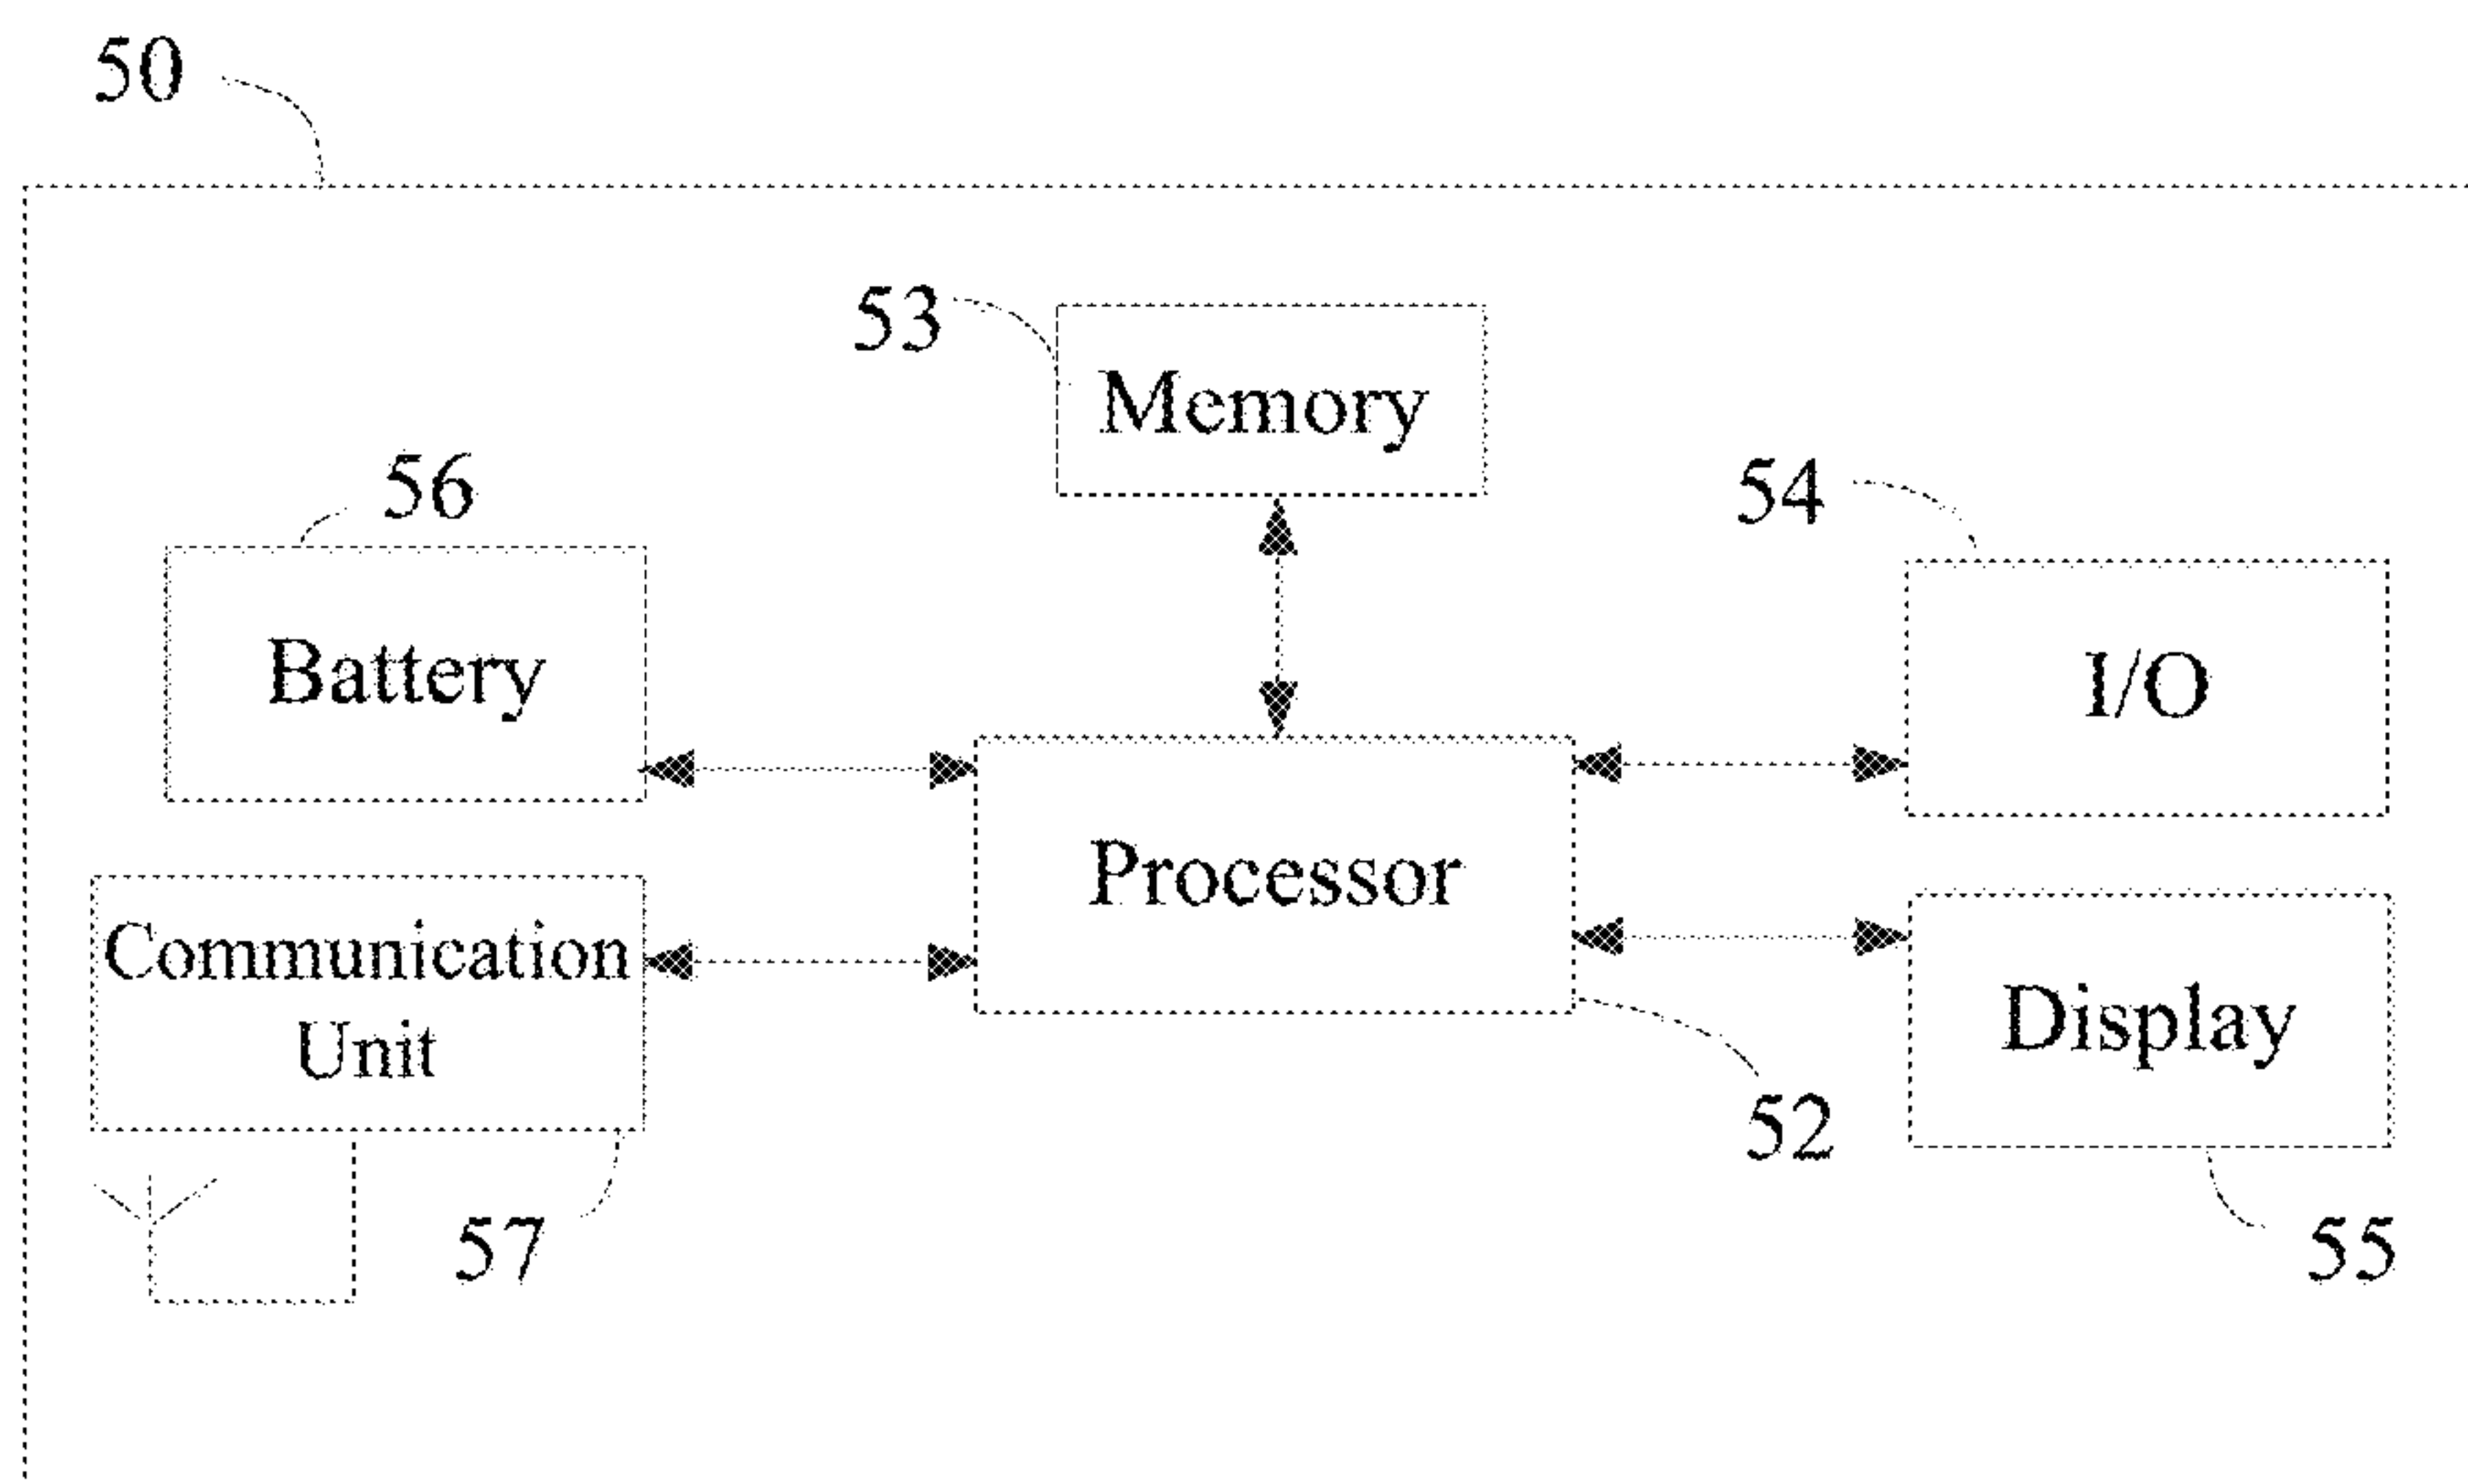 50
53
Memory
56
54
Battery
I/O
Processor
Communication
Unit
Display
52
57
55